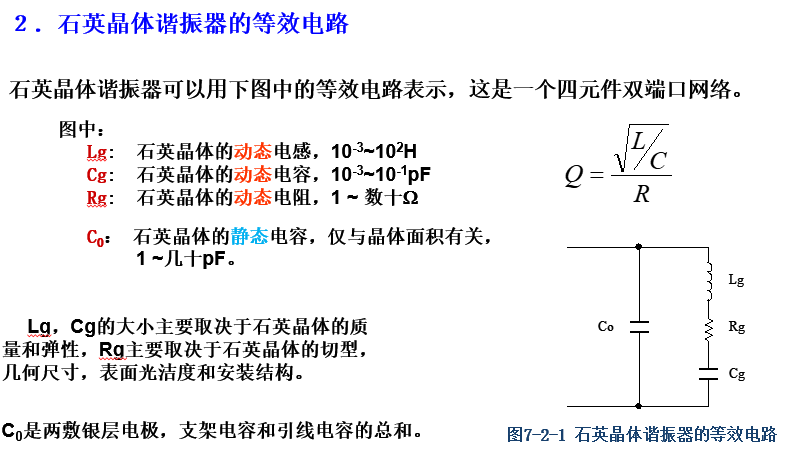 2．石英晶体谐振器的等效电路
石英晶体谐振器可以用下图中的等效电路表示，这是一个四元件双端口网络。
图中：
Lg: 石英晶体的动态电感，10-3~102H
Cg: 石英晶体的动态电容，10-3~10-1pF
Rg: 石英晶体的动态电阻，1 ~ 数十Ω
C0: 石英晶体的静态电容，仅与晶体面积有关，
1 ~几十pF。
Q = √(L/C) / R
Lg，Cg的大小主要取决于石英晶体的质
量和弹性，Rg主要取决于石英晶体的切型，
几何尺寸，表面光洁度和安装结构。
C0是两敷银层电极，支架电容和引线电容的总和。
Lg
Co
Rg
Cg
图7-2-1 石英晶体谐振器的等效电路